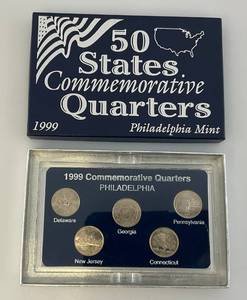 50
States
Commemorative
Quarters
1999
Philadelphia Mint
1999 Commemorative Quarters
PHILADELPHIA
Delaware
Georgia
Pennsylvania
New Jersey
Connecticut